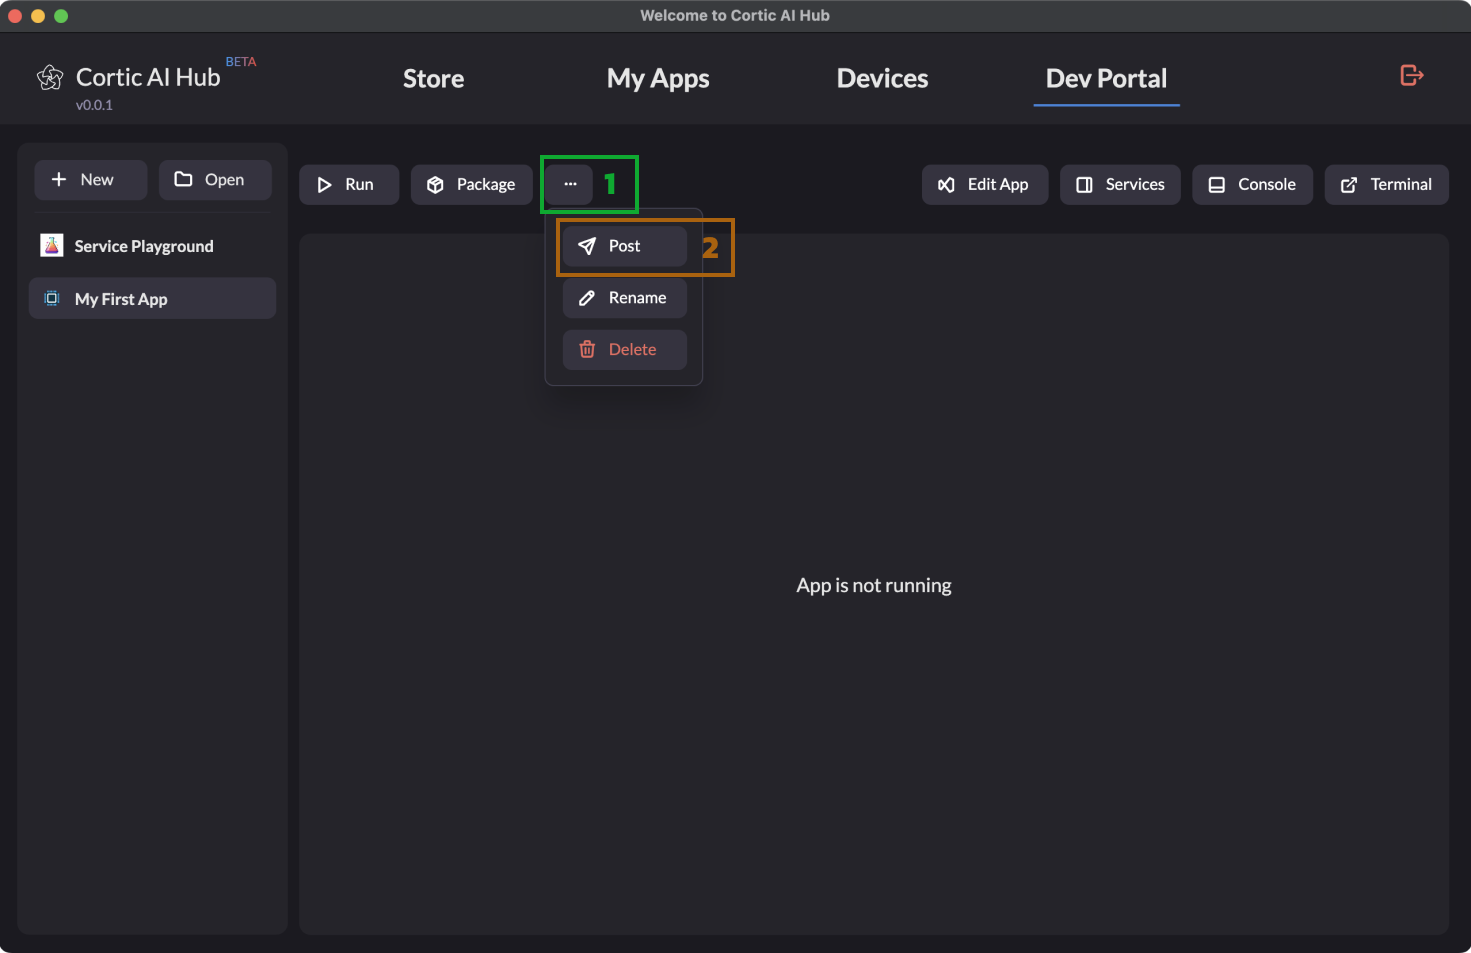 Welcome to Cortic AI Hub
Cortic AI Hub BETA
v0.0.1
Store
My Apps
Devices
Dev Portal
New
Open
Service Playground
My First App
Run
Package
... 1
Edit App
Services
Console
Terminal
Post 2
Rename
Delete
App is not running